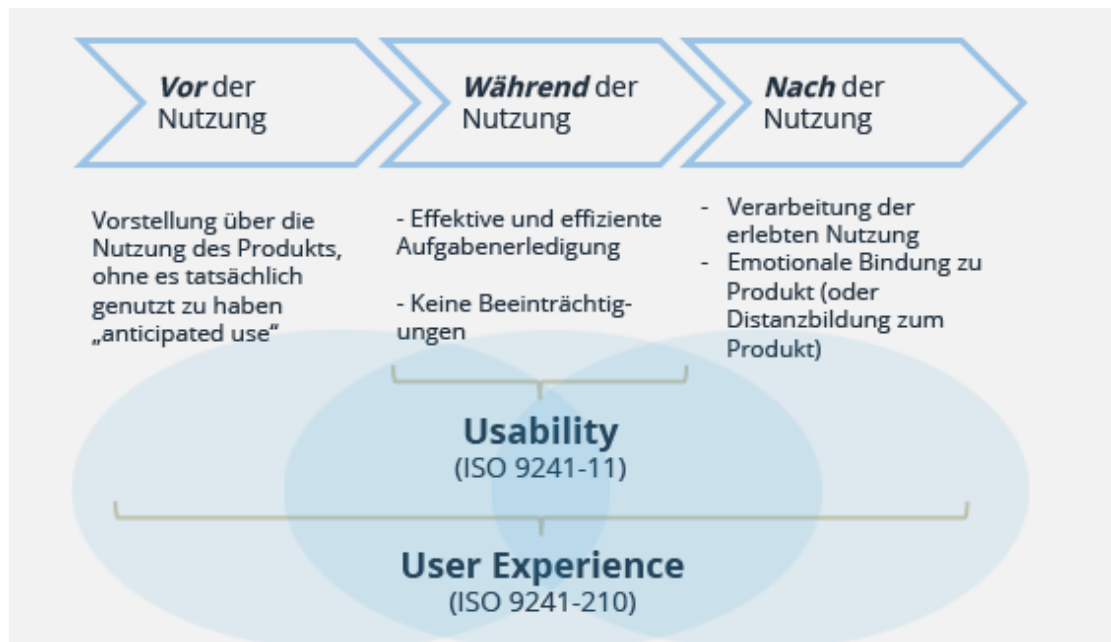 Vor der
Nutzung
Während der
Nutzung
Nach der
Nutzung
Vorstellung über die
Nutzung des Produkts,
ohne es tatsächlich
genutzt zu haben
„anticipated use“
- Effektive und effiziente
Aufgabenerledigung
- Keine Beeinträchtig-
ungen
- Verarbeitung der
erlebten Nutzung
- Emotionale Bindung zu
Produkt (oder
Distanzbildung zum
Produkt)
Usability
(ISO 9241-11)
User Experience
(ISO 9241-210)